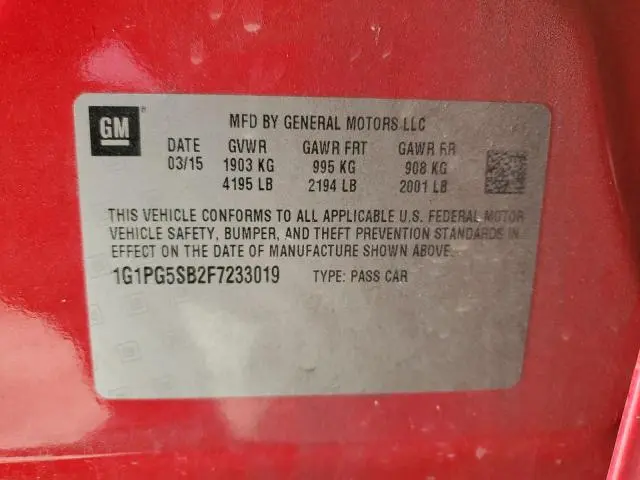 GM ®
MFD BY GENERAL MOTORS LLC
DATE GVWR GAWR FRT GAWR RR
03/15 1903 KG 995 KG 908 KG
4195 LB 2194 LB 2001 LB
THIS VEHICLE CONFORMS TO ALL APPLICABLE U.S. FEDERAL MOTOR
VEHICLE SAFETY, BUMPER, AND THEFT PREVENTION STANDARDS IN
EFFECT ON THE DATE OF MANUFACTURE SHOWN ABOVE.
1G1PG5SB2F7233019 TYPE: PASS CAR